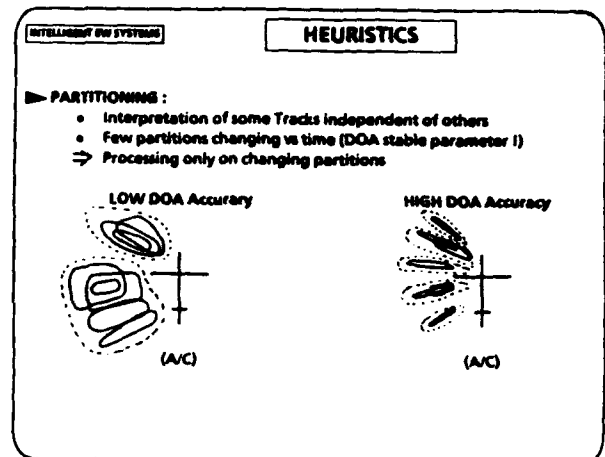 INTELLIGENT EW SYSTEMS
HEURISTICS
PARTITIONING :
• Interpretation of some Tracks independent of others
• Few partitions changing vs time (DOA stable parameter !)
⇒ Processing only on changing partitions
LOW DOA Accurary
HIGH DOA Accuracy
(A/C)
(A/C)